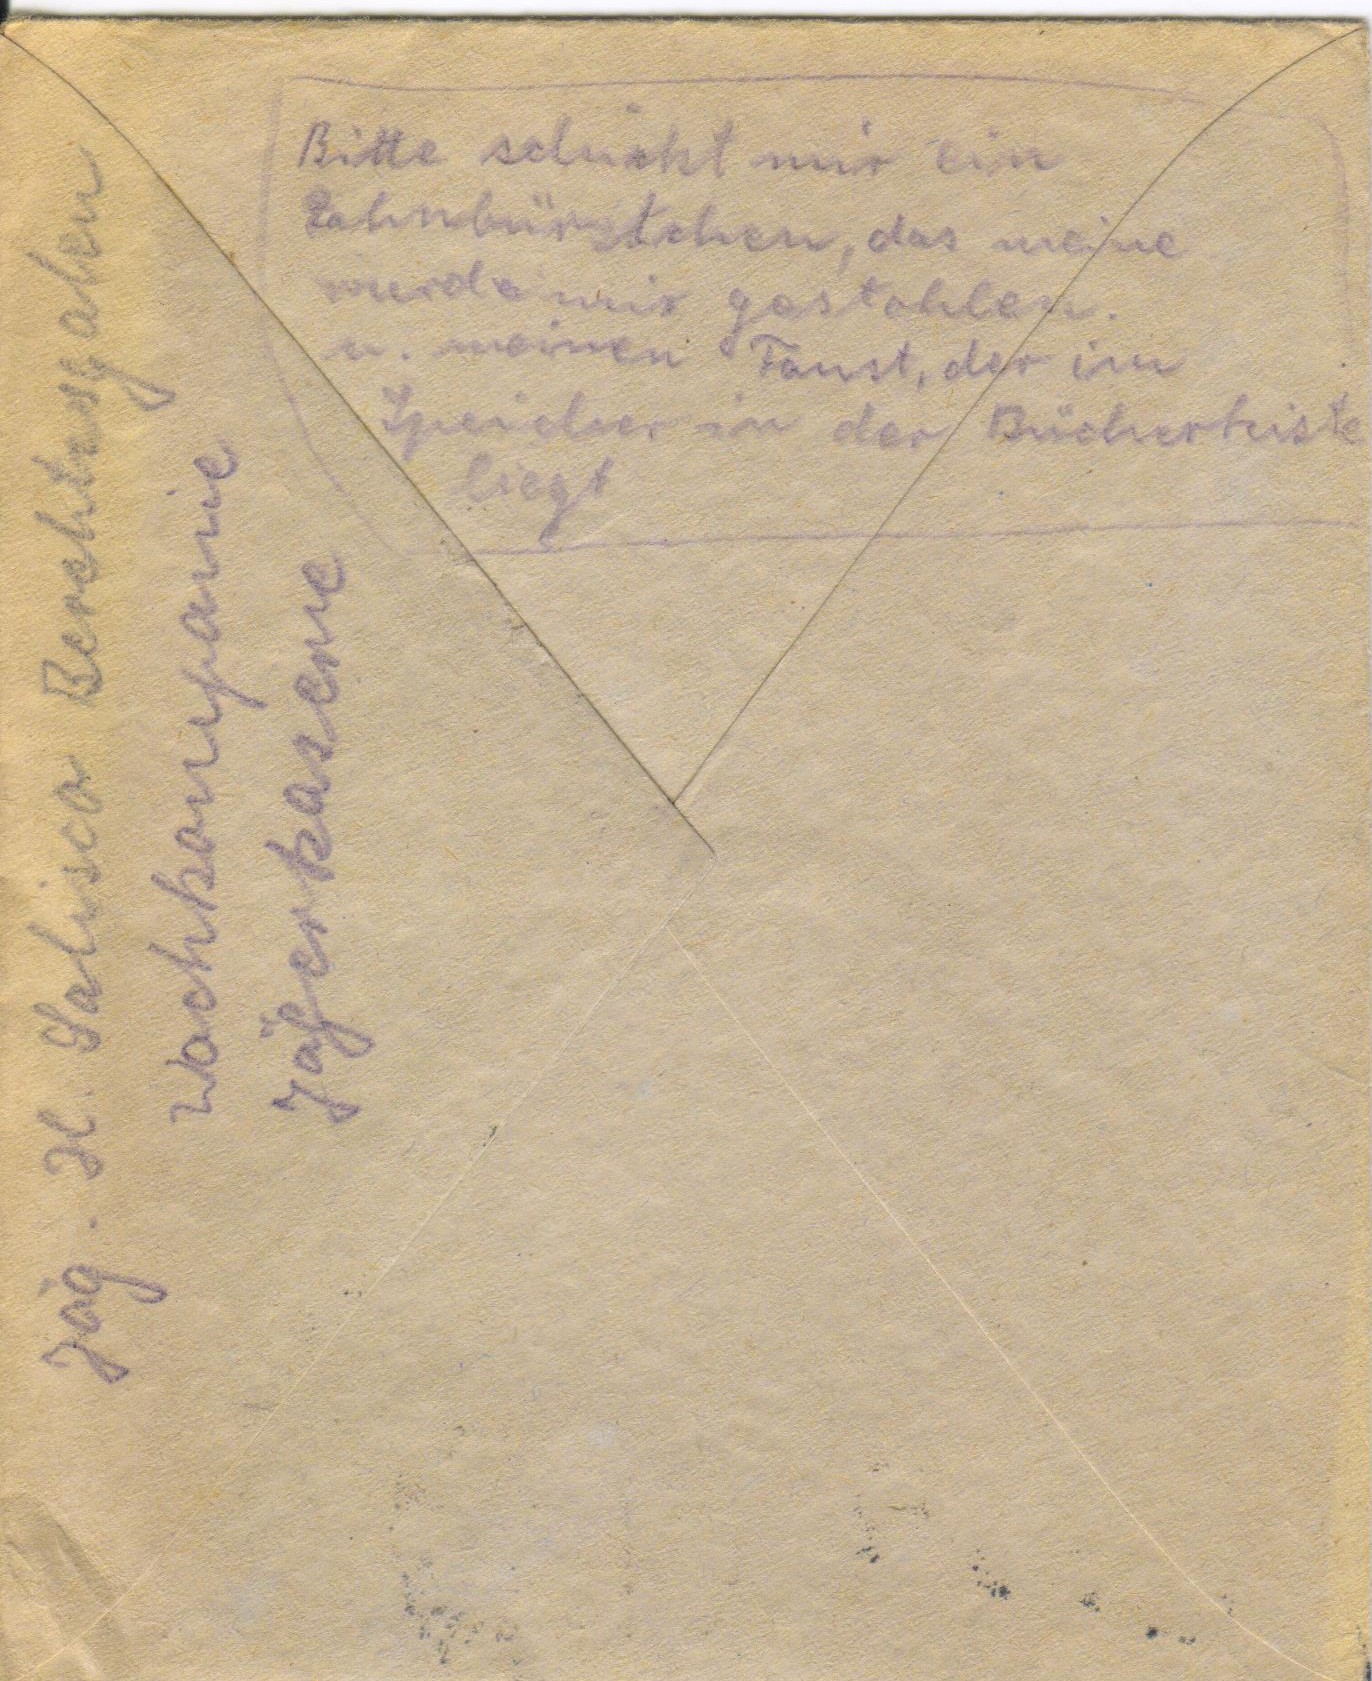 Bitte schickt mir ein
Zahnbürstchen, das meine
wurde mir gestohlen.
u. meinen Faust, der im
Speicher in der Bücherkiste
liegt
Jäg. H. Salisco Berchtesgaden
Wachkompanie
Jägerkaserne